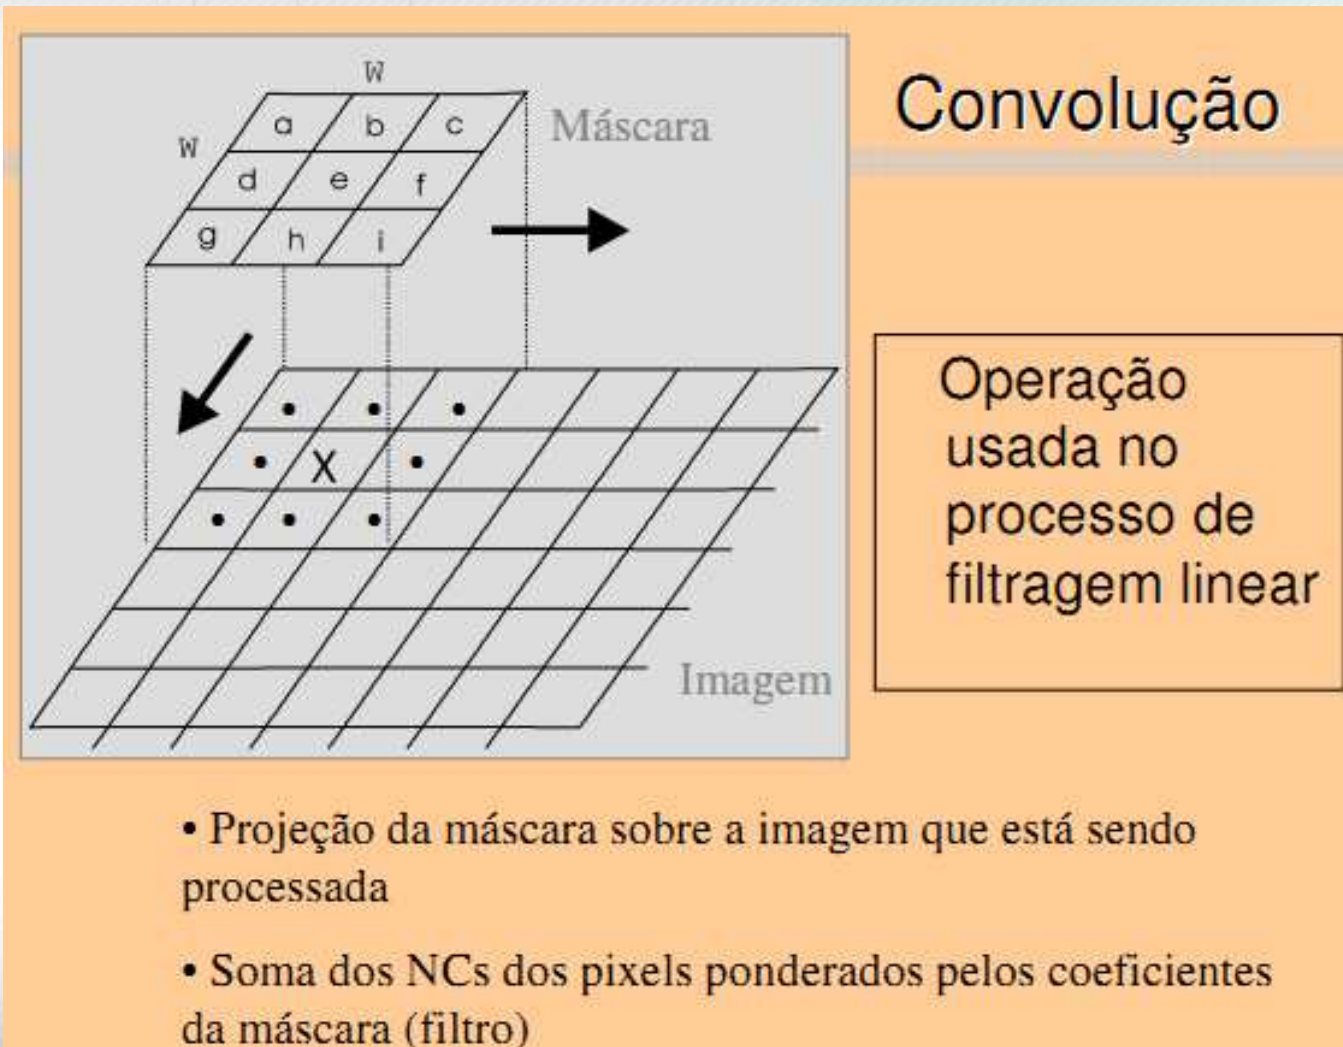 Convolução
W
W
a b c
d e f
g h i
Máscara
X
Imagem
Operação
usada no
processo de
filtragem linear
• Projeção da máscara sobre a imagem que está sendo
processada
• Soma dos NCs dos pixels ponderados pelos coeficientes
da máscara (filtro)